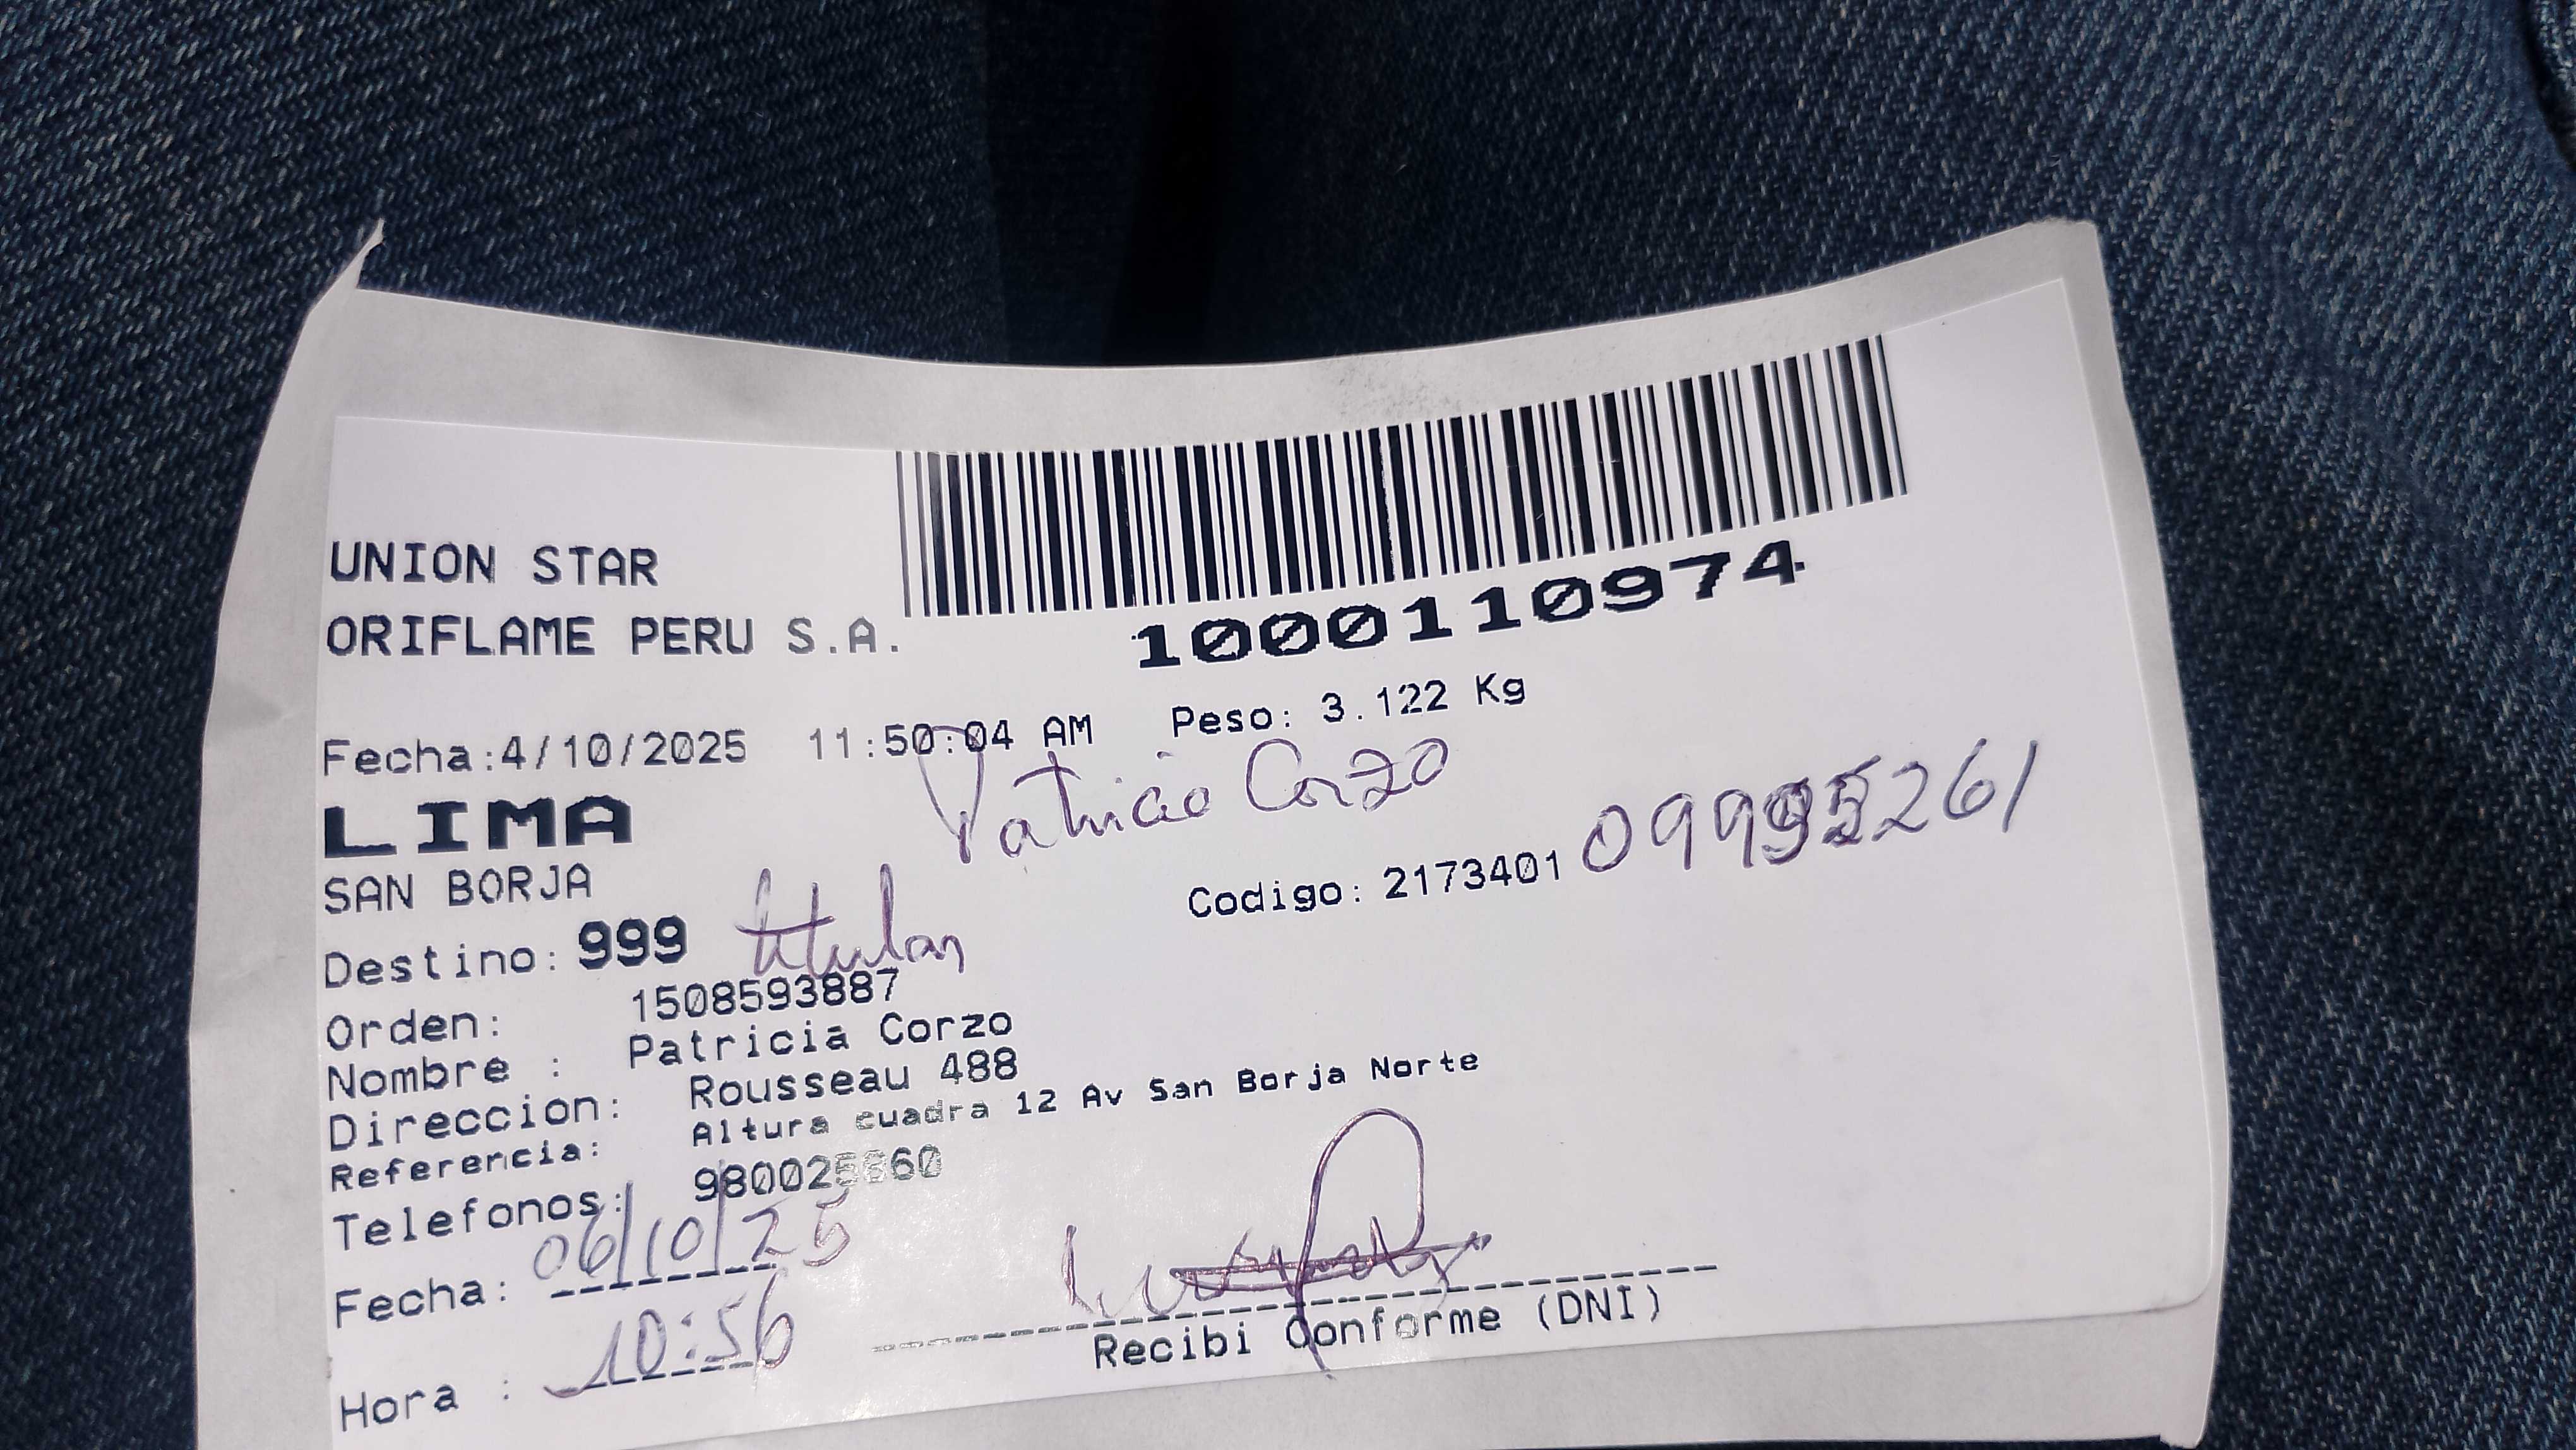 UNION STAR
ORIFLAME PERU S.A.
1000110974
Fecha:4/10/2025 11:50:04 AM Peso: 3.122 Kg
Patricia Corzo
LIMA
SAN BORJA
Codigo: 2173401
Destino: 999 titular
Orden: 1508593887
Nombre : Patricia Corzo
Direccion: Rousseau 488
Referencia: Altura cuadra 12 Av San Borja Norte
Telefonos:
Fecha: 06/10/25
Hora : 10:56
Recibi Conforme (DNI)